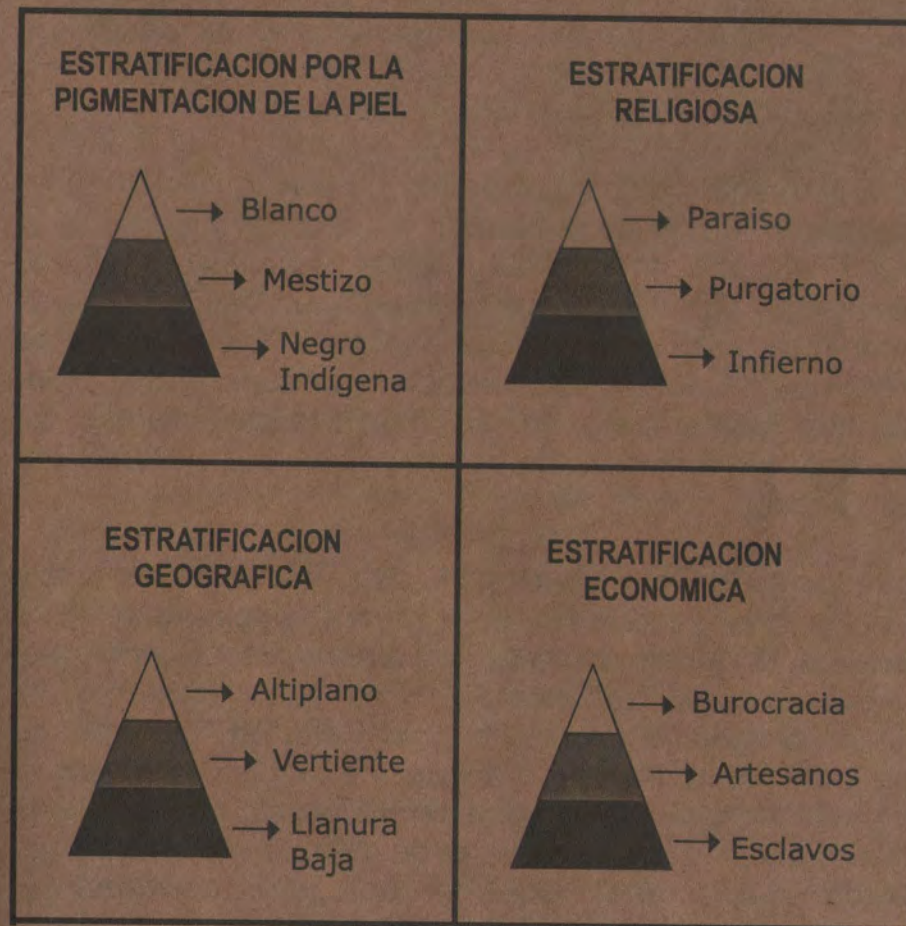 ESTRATIFICACION POR LA
PIGMENTACION DE LA PIEL
Blanco
Mestizo
Negro
Indígena
ESTRATIFICACION
RELIGIOSA
Paraiso
Purgatorio
Infierno
ESTRATIFICACION
GEOGRAFICA
Altiplano
Vertiente
Llanura
Baja
ESTRATIFICACION
ECONOMICA
Burocracia
Artesanos
Esclavos